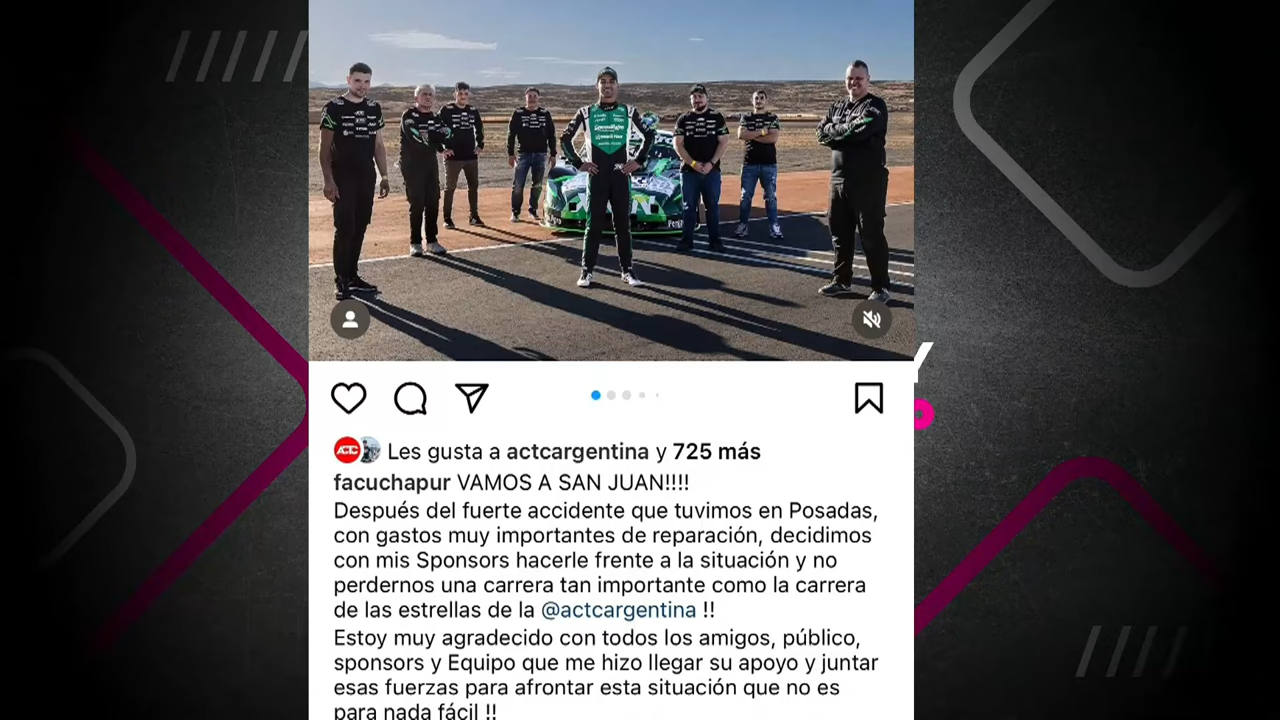 Les gusta a actcargentina y 725 más
facuchapur VAMOS A SAN JUAN!!!!
Después del fuerte accidente que tuvimos en Posadas,
con gastos muy importantes de reparación, decidimos
con mis Sponsors hacerle frente a la situación y no
perdernos una carrera tan importante como la carrera
de las estrellas de la @actcargentina !!
Estoy muy agradecido con todos los amigos, público,
sponsors y Equipo que me hizo llegar su apoyo y juntar
esas fuerzas para afrontar esta situación que no es
para nada fácil !!